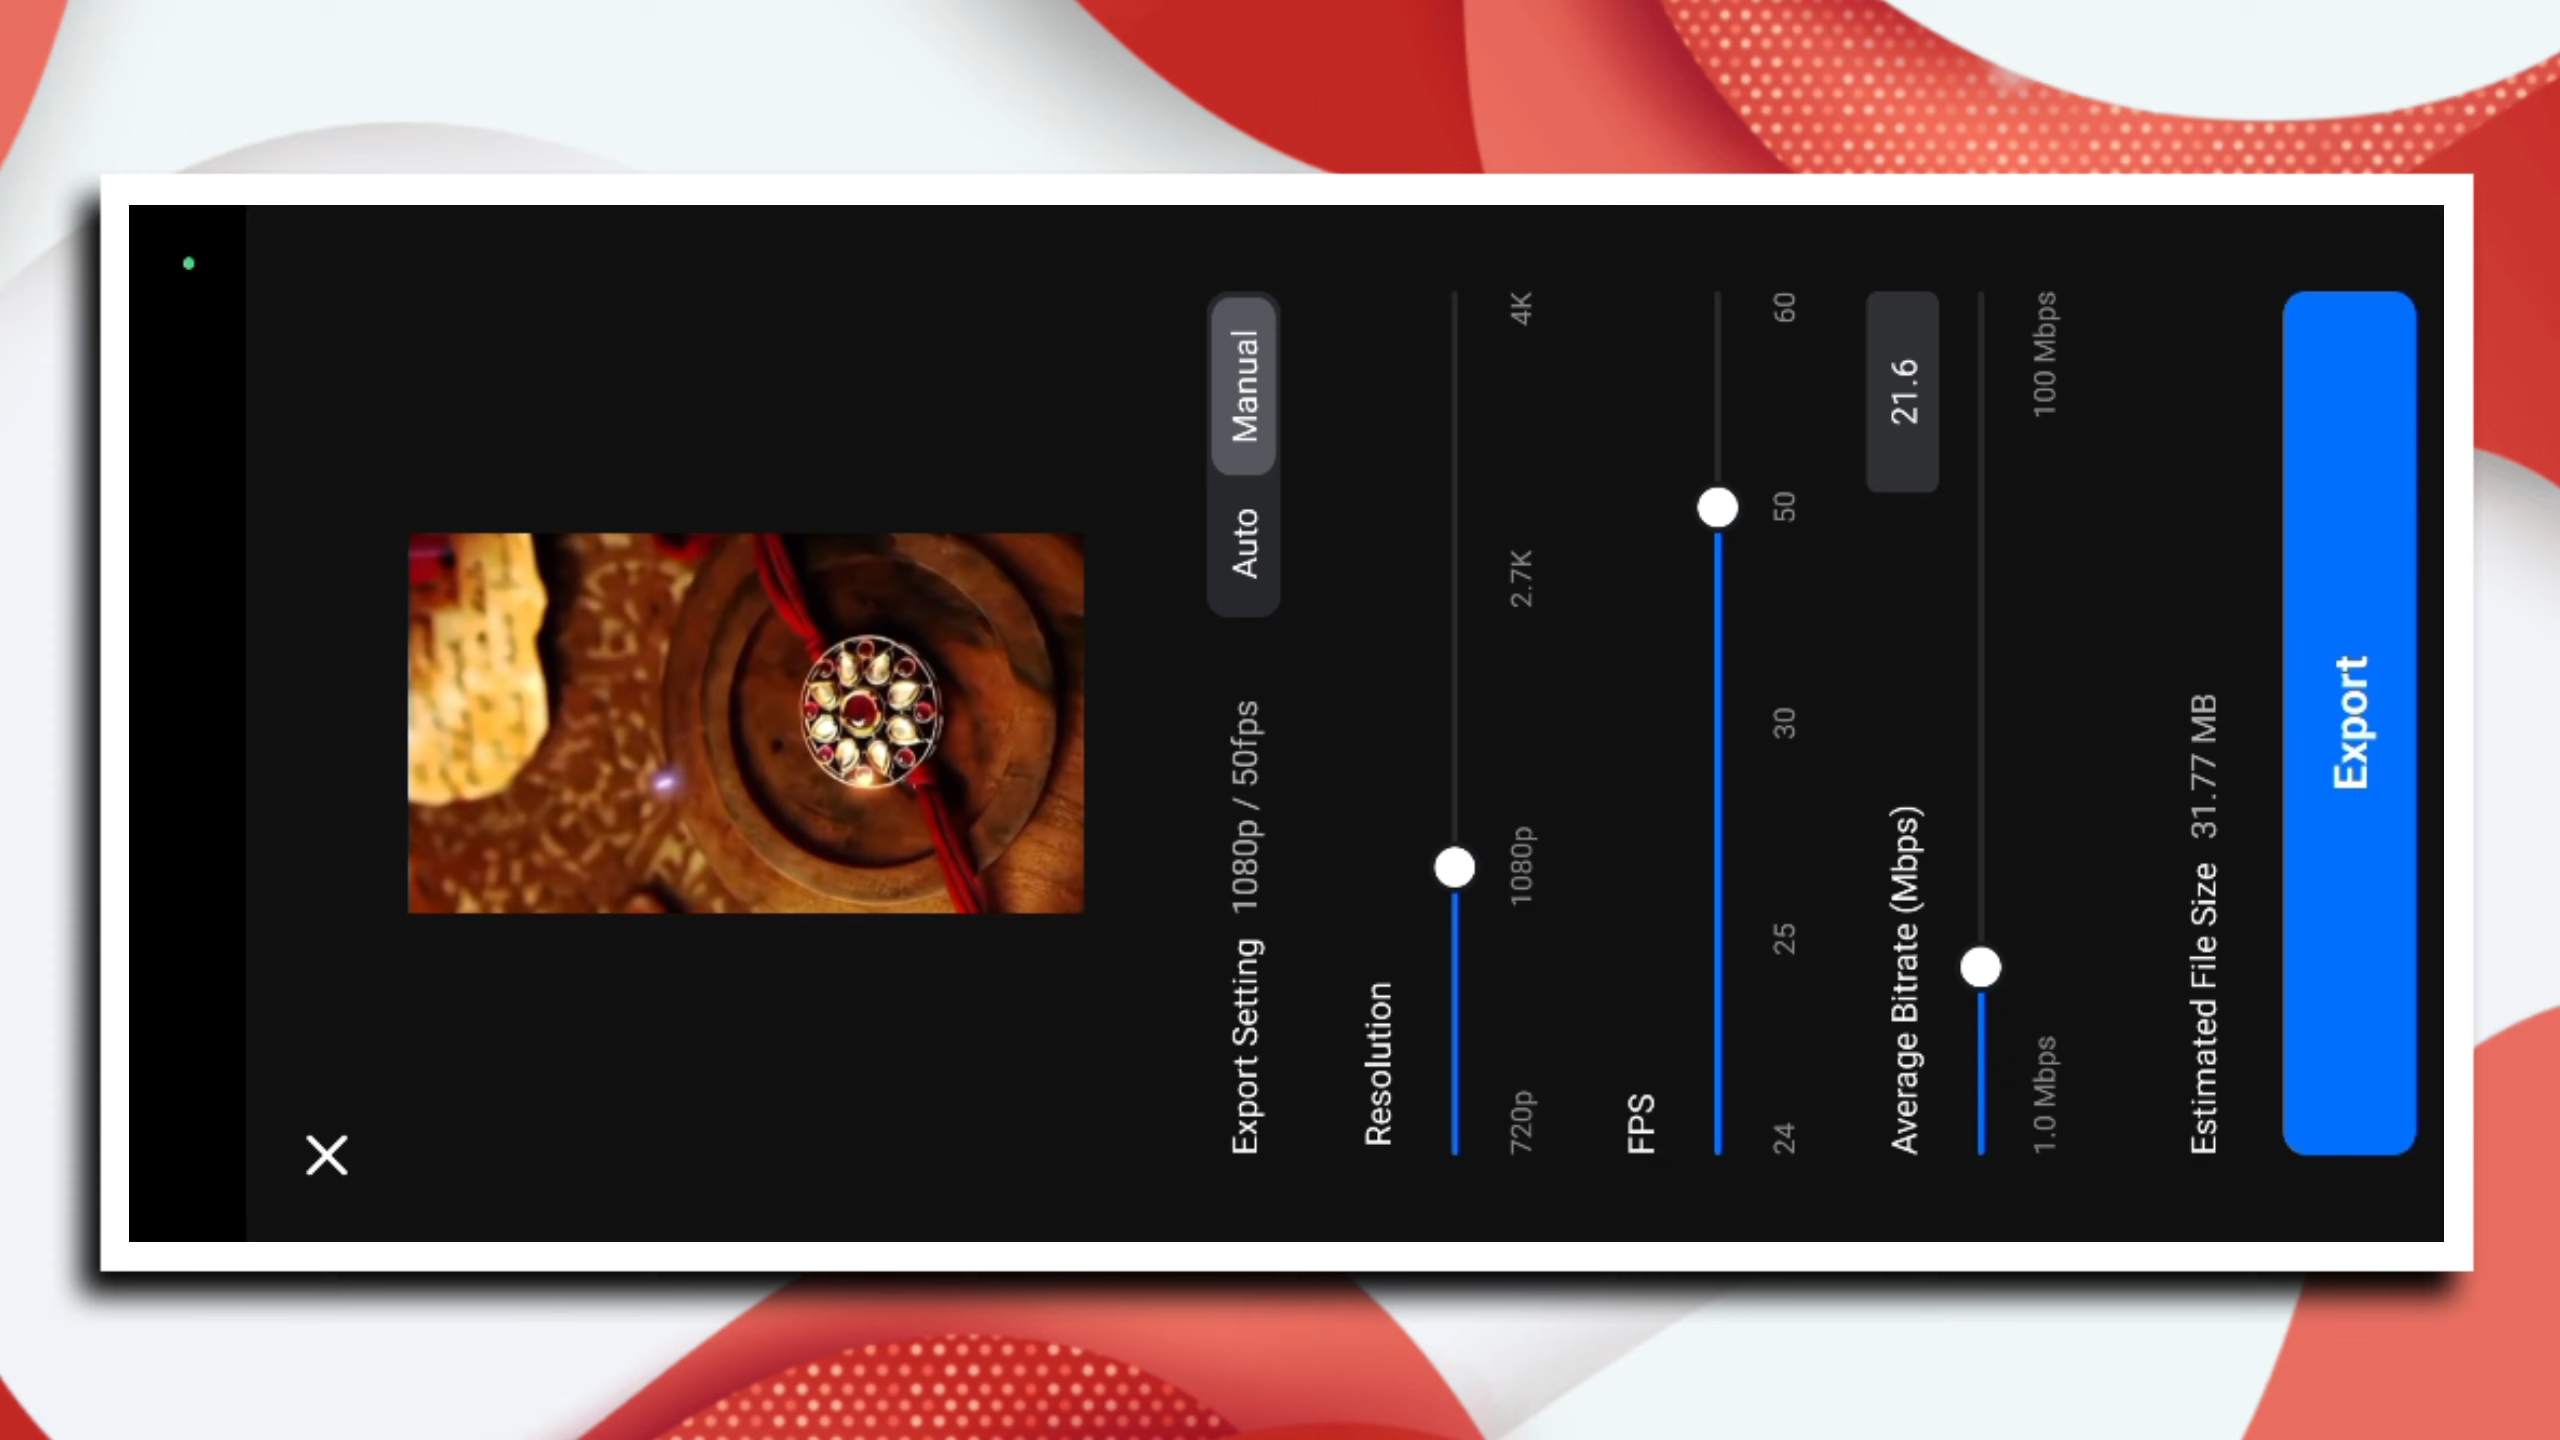 Export Setting 1080p / 50fps Auto Manual
Resolution
720p 1080p 2.7K 4K
FPS
24 25 30 50 60
Average Bitrate (Mbps) 21.6
1.0 Mbps 100 Mbps
Estimated File Size 31.77 MB
Export